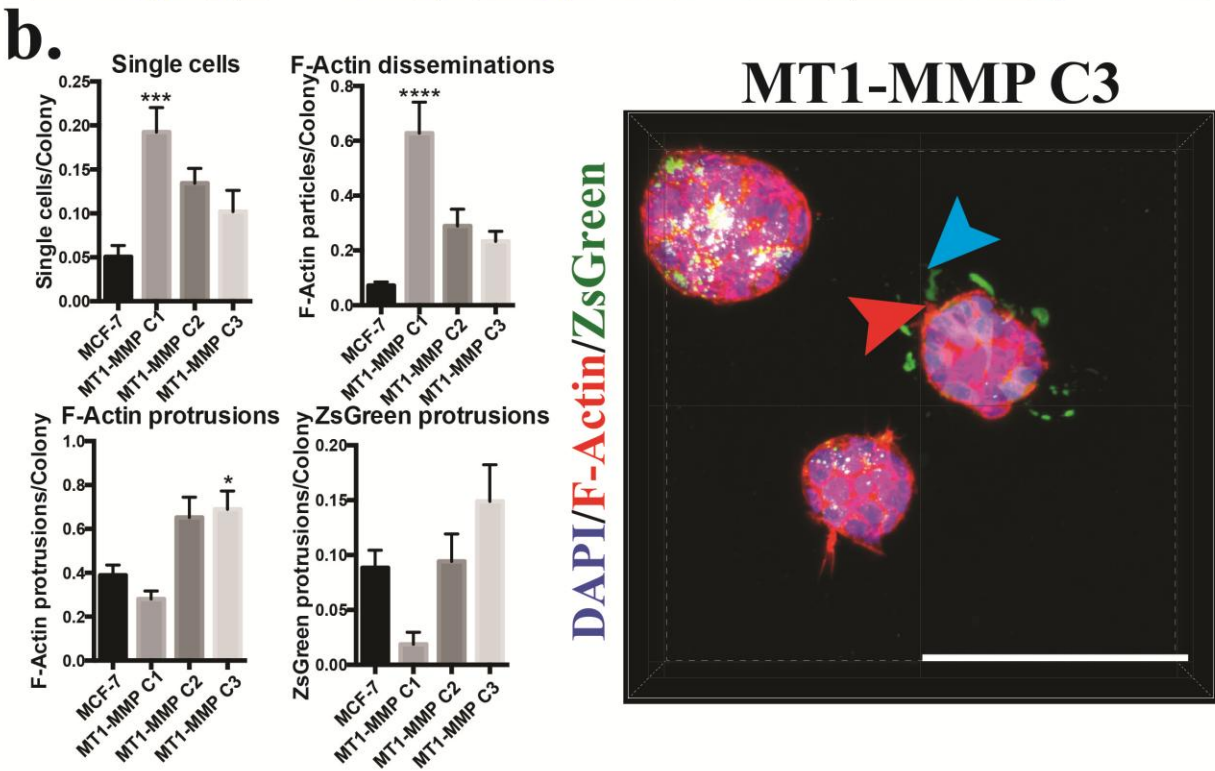 b.
Single cells
Single cells/Colony
0.25
0.20
0.15
0.10
0.05
0.00
***
MCF-7
MT1-MMP C1
MT1-MMP C2
MT1-MMP C3
F-Actin disseminations
F-Actin particles/Colony
0.8
0.6
0.4
0.2
0.0
****
MCF-7
MT1-MMP C1
MT1-MMP C2
MT1-MMP C3
F-Actin protrusions
F-Actin protrusions/Colony
1.0
0.8
0.6
0.4
0.2
0.0
*
MCF-7
MT1-MMP C1
MT1-MMP C2
MT1-MMP C3
ZsGreen protrusions
ZsGreen protrusions/Colony
0.20
0.15
0.10
0.05
0.00
MCF-7
MT1-MMP C1
MT1-MMP C2
MT1-MMP C3
MT1-MMP C3
DAPI/F-Actin/ZsGreen